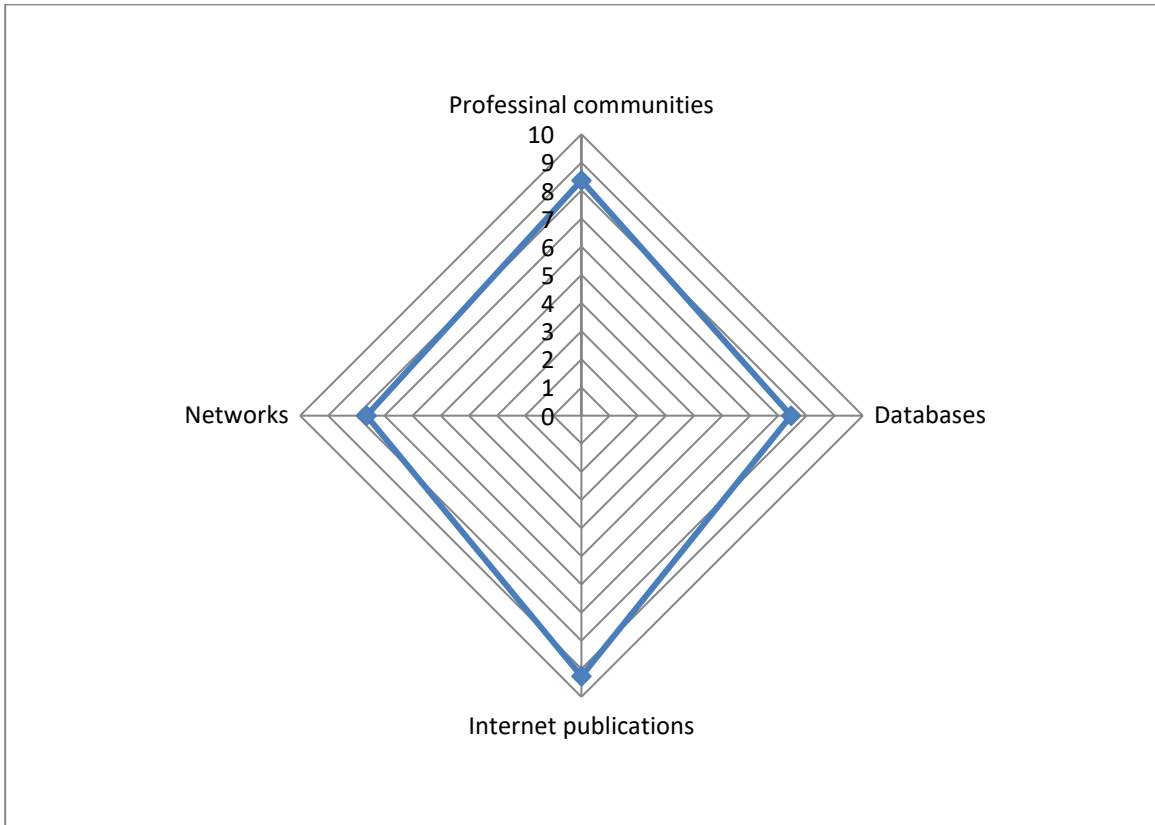 Professinal communities
10
9
8
7
6
5
4
3
2
1
0
Networks
Databases
Internet publications